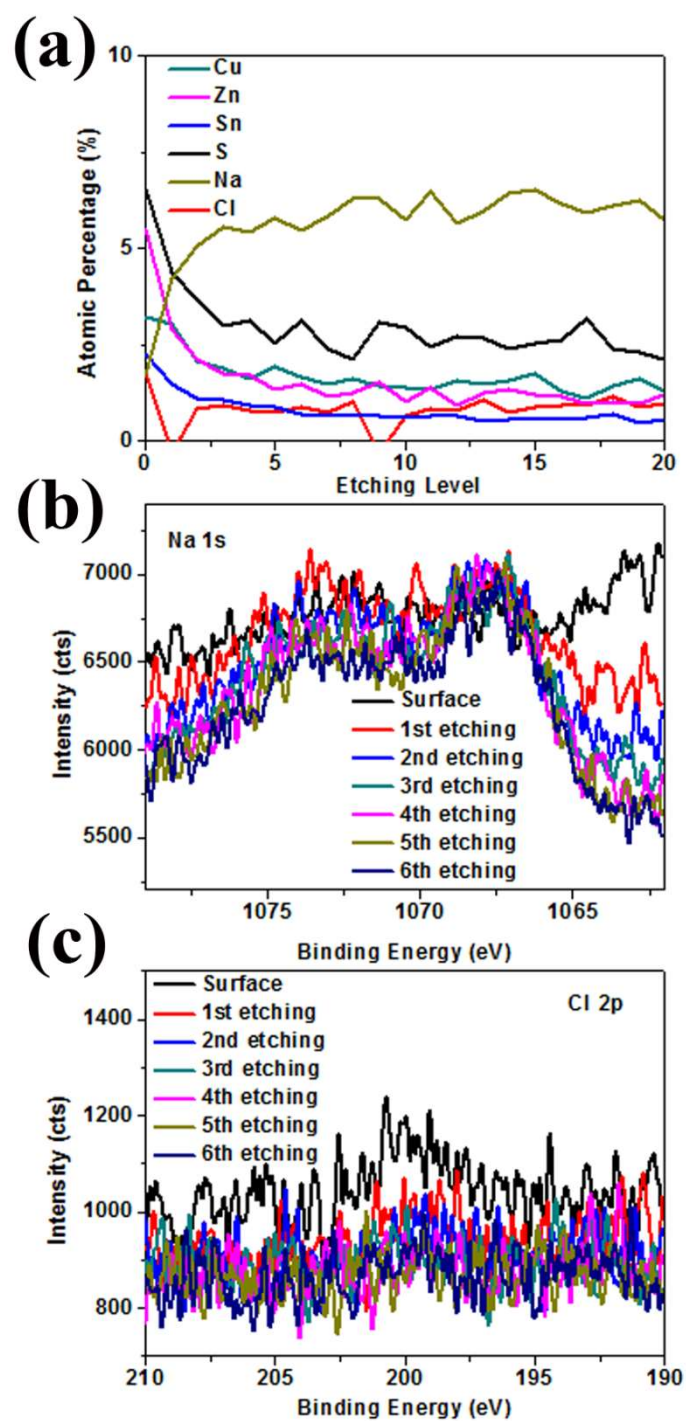 (a)
10
Cu
Zn
Sn
S
Na
Cl
5
0
Atomic Percentage (%)
0 5 10 15 20
Etching Level
(b)
Na 1s
7000
6500
6000
5500
Intensity (cts)
Surface
1st etching
2nd etching
3rd etching
4th etching
5th etching
6th etching
1075 1070 1065
Binding Energy (eV)
(c)
Surface
1st etching
2nd etching
3rd etching
4th etching
5th etching
6th etching
Cl 2p
1400
1200
1000
800
Intensity (cts)
210 205 200 195 190
Binding Energy (eV)